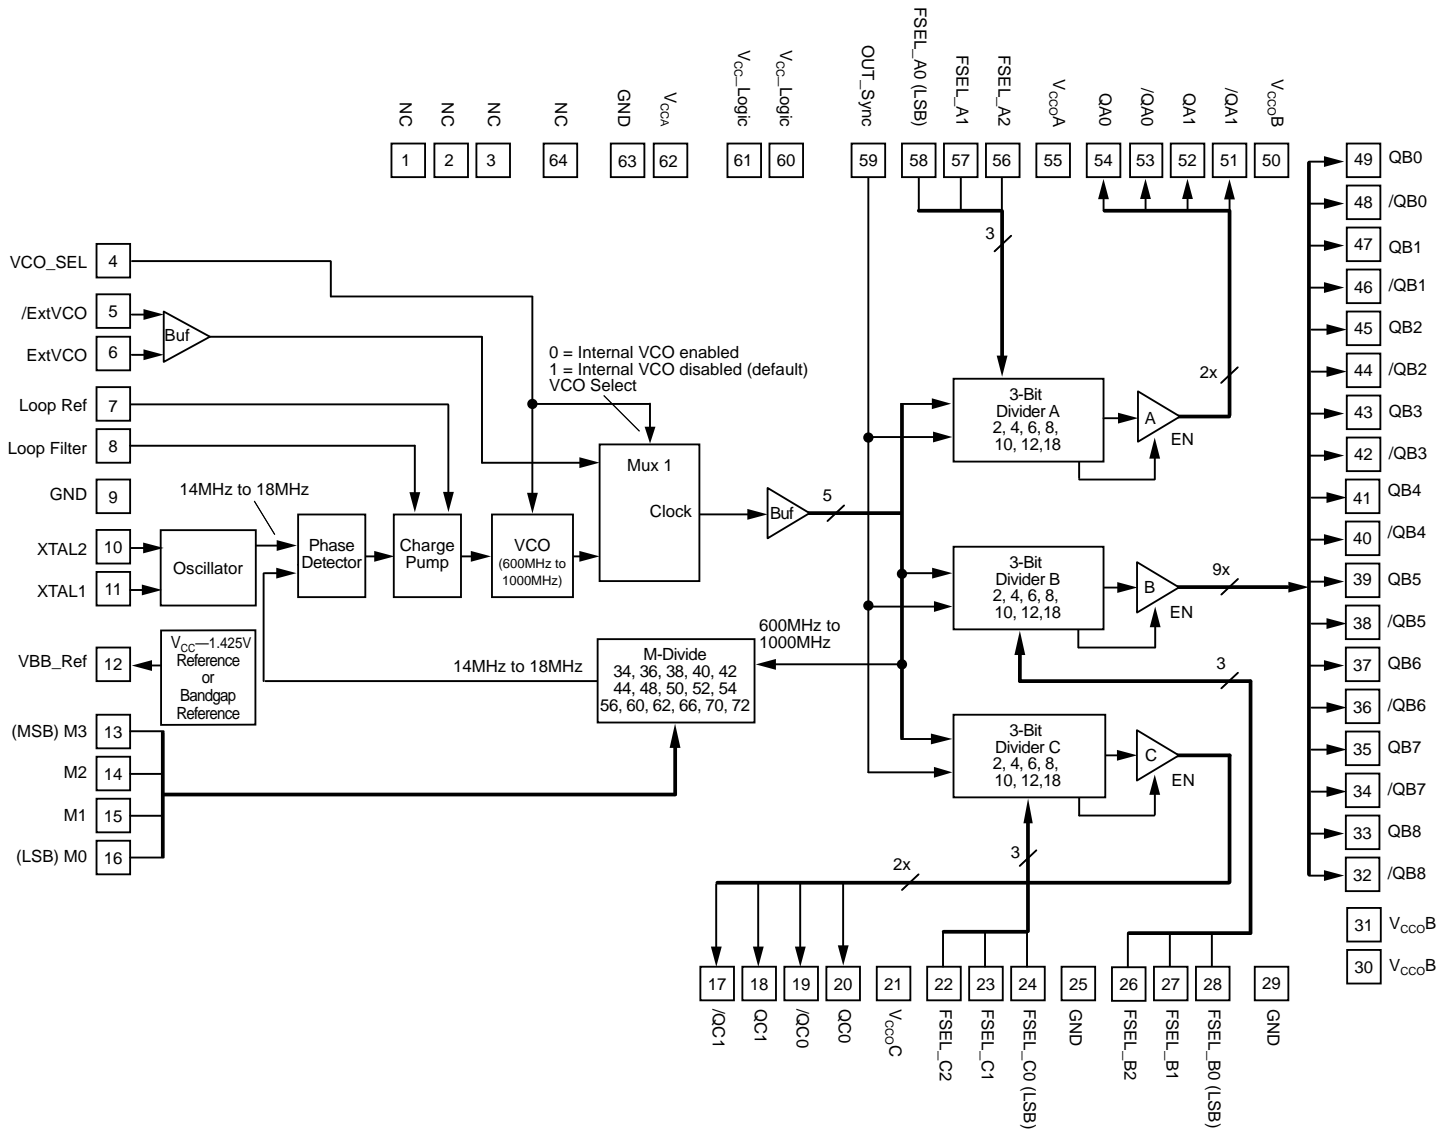 NC
NC
NC
NC
GND
VCCA
VCC_Logic
VCC_Logic
OUT_Sync
FSEL_A0 (LSB)
FSEL_A1
FSEL_A2
VCCOA
QA0
/QA0
QA1
/QA1
VCCOB
1
2
3
64
63
62
61
60
59
58
57
56
55
54
53
52
51
50
49 QB0
48 /QB0
47 QB1
46 /QB1
45 QB2
44 /QB2
43 QB3
42 /QB3
41 QB4
40 /QB4
39 QB5
38 /QB5
37 QB6
36 /QB6
35 QB7
34 /QB7
33 QB8
32 /QB8
31 VCCOB
30 VCCOB
VCO_SEL 4
/ExtVCO 5
ExtVCO 6
Loop Ref 7
Loop Filter 8
GND 9
XTAL2 10
XTAL1 11
VBB_Ref 12
(MSB) M3 13
M2 14
M1 15
(LSB) M0 16
Buf
0 = Internal VCO enabled
1 = Internal VCO disabled (default)
VCO Select
Mux 1
Clock
14MHz to 18MHz
Oscillator
Phase
Detector
Charge
Pump
VCO
(600MHz to
1000MHz)
Buf
5
VCC—1.425V
Reference
or
Bandgap
Reference
14MHz to 18MHz
M-Divide
34, 36, 38, 40, 42
44, 48, 50, 52, 54
56, 60, 62, 66, 70, 72
600MHz to
1000MHz
3
3-Bit
Divider A
2, 4, 6, 8,
10, 12,18
A
EN
2x
3-Bit
Divider B
2, 4, 6, 8,
10, 12,18
B
EN
9x
3
3-Bit
Divider C
2, 4, 6, 8,
10, 12,18
C
EN
3
2x
17
18
19
20
21
22
23
24
25
26
27
28
29
/QC1
QC1
/QC0
QC0
VCCOC
FSEL_C2
FSEL_C1
FSEL_C0 (LSB)
GND
FSEL_B2
FSEL_B1
FSEL_B0 (LSB)
GND